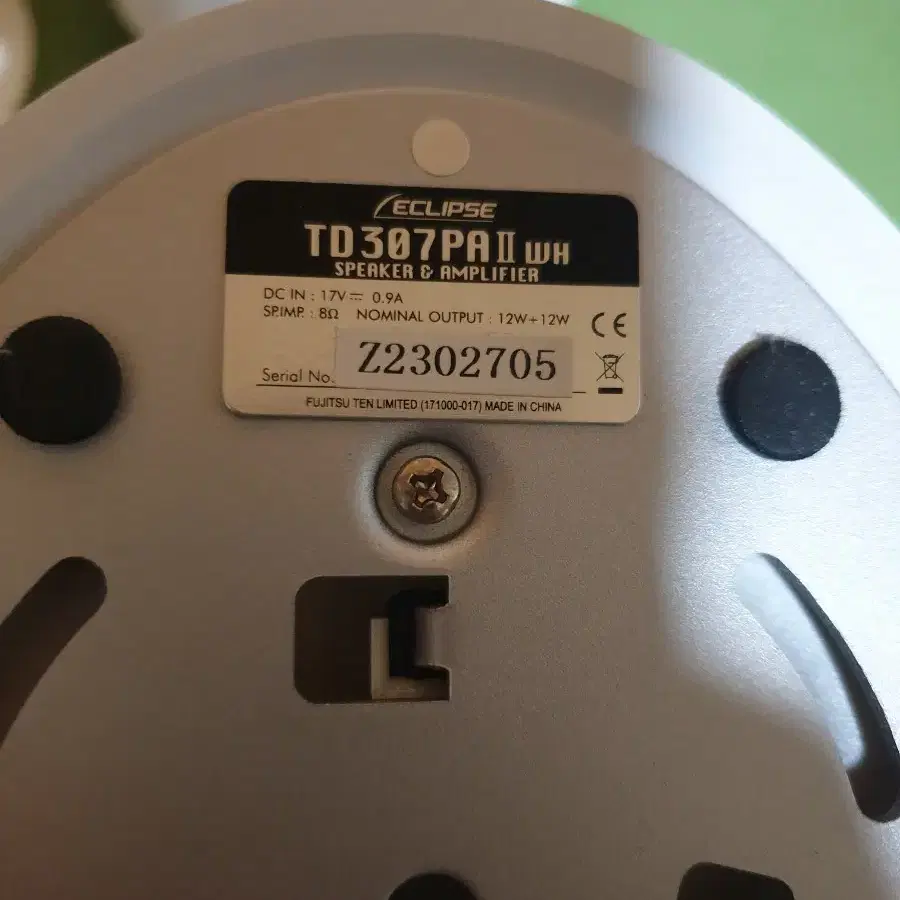 ECLIPSE
TD307PAII WH
SPEAKER & AMPLIFIER
DC IN : 17V⎓ 0.9A
SP.IMP. : 8Ω NOMINAL OUTPUT : 12W+12W
CE
Serial No. Z2302705
FUJITSU TEN LIMITED (171000-017) MADE IN CHINA